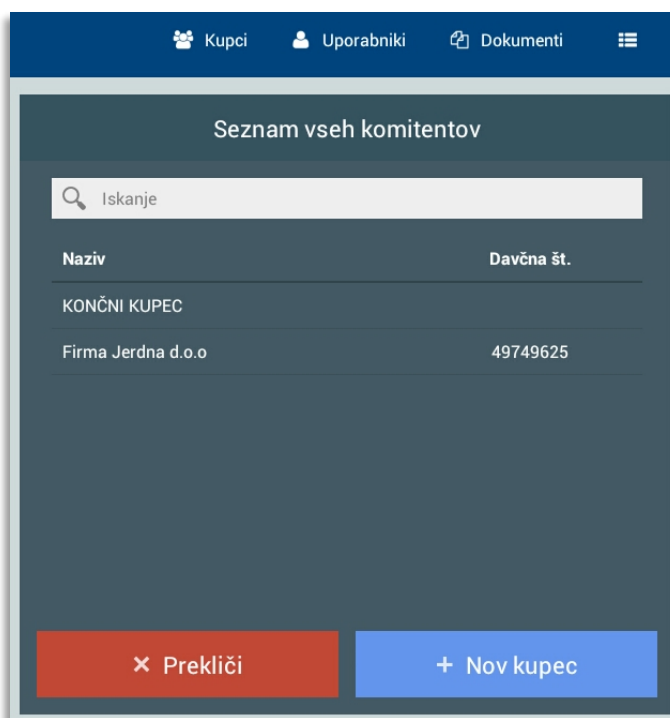 Kupci Uporabniki Dokumenti
Seznam vseh komitentov
Iskanje
Naziv Davčna št.
KONČNI KUPEC
Firma Jerdna d.o.o 49749625
× Prekliči + Nov kupec